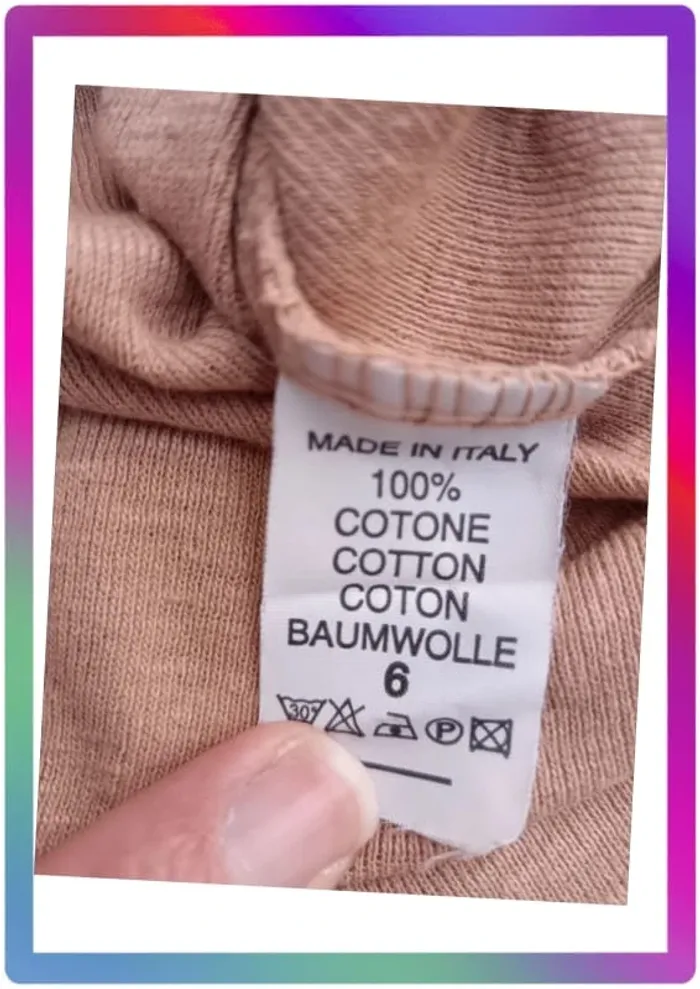 MADE IN ITALY
100%
COTONE
COTTON
COTON
BAUMWOLLE
6
30° P